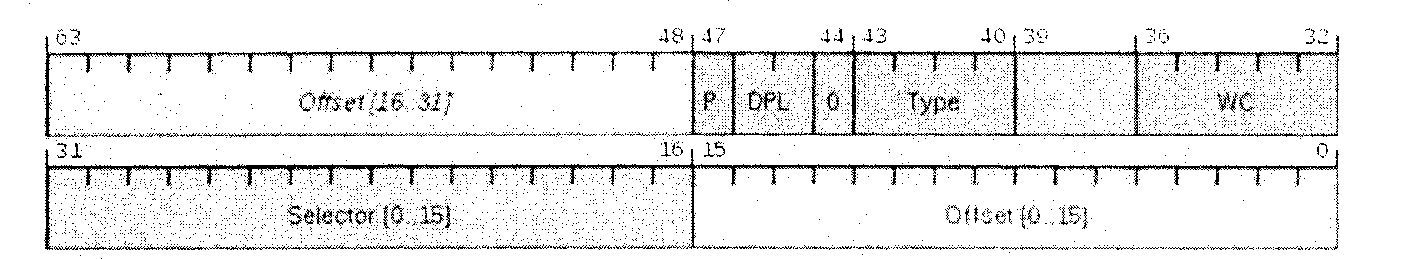 63 48 47 44 43 40 39 36 32
Offset [16..31] P DPL 0 Type WC
31 16 15 0
Selector [0..15] Offset [0..15]